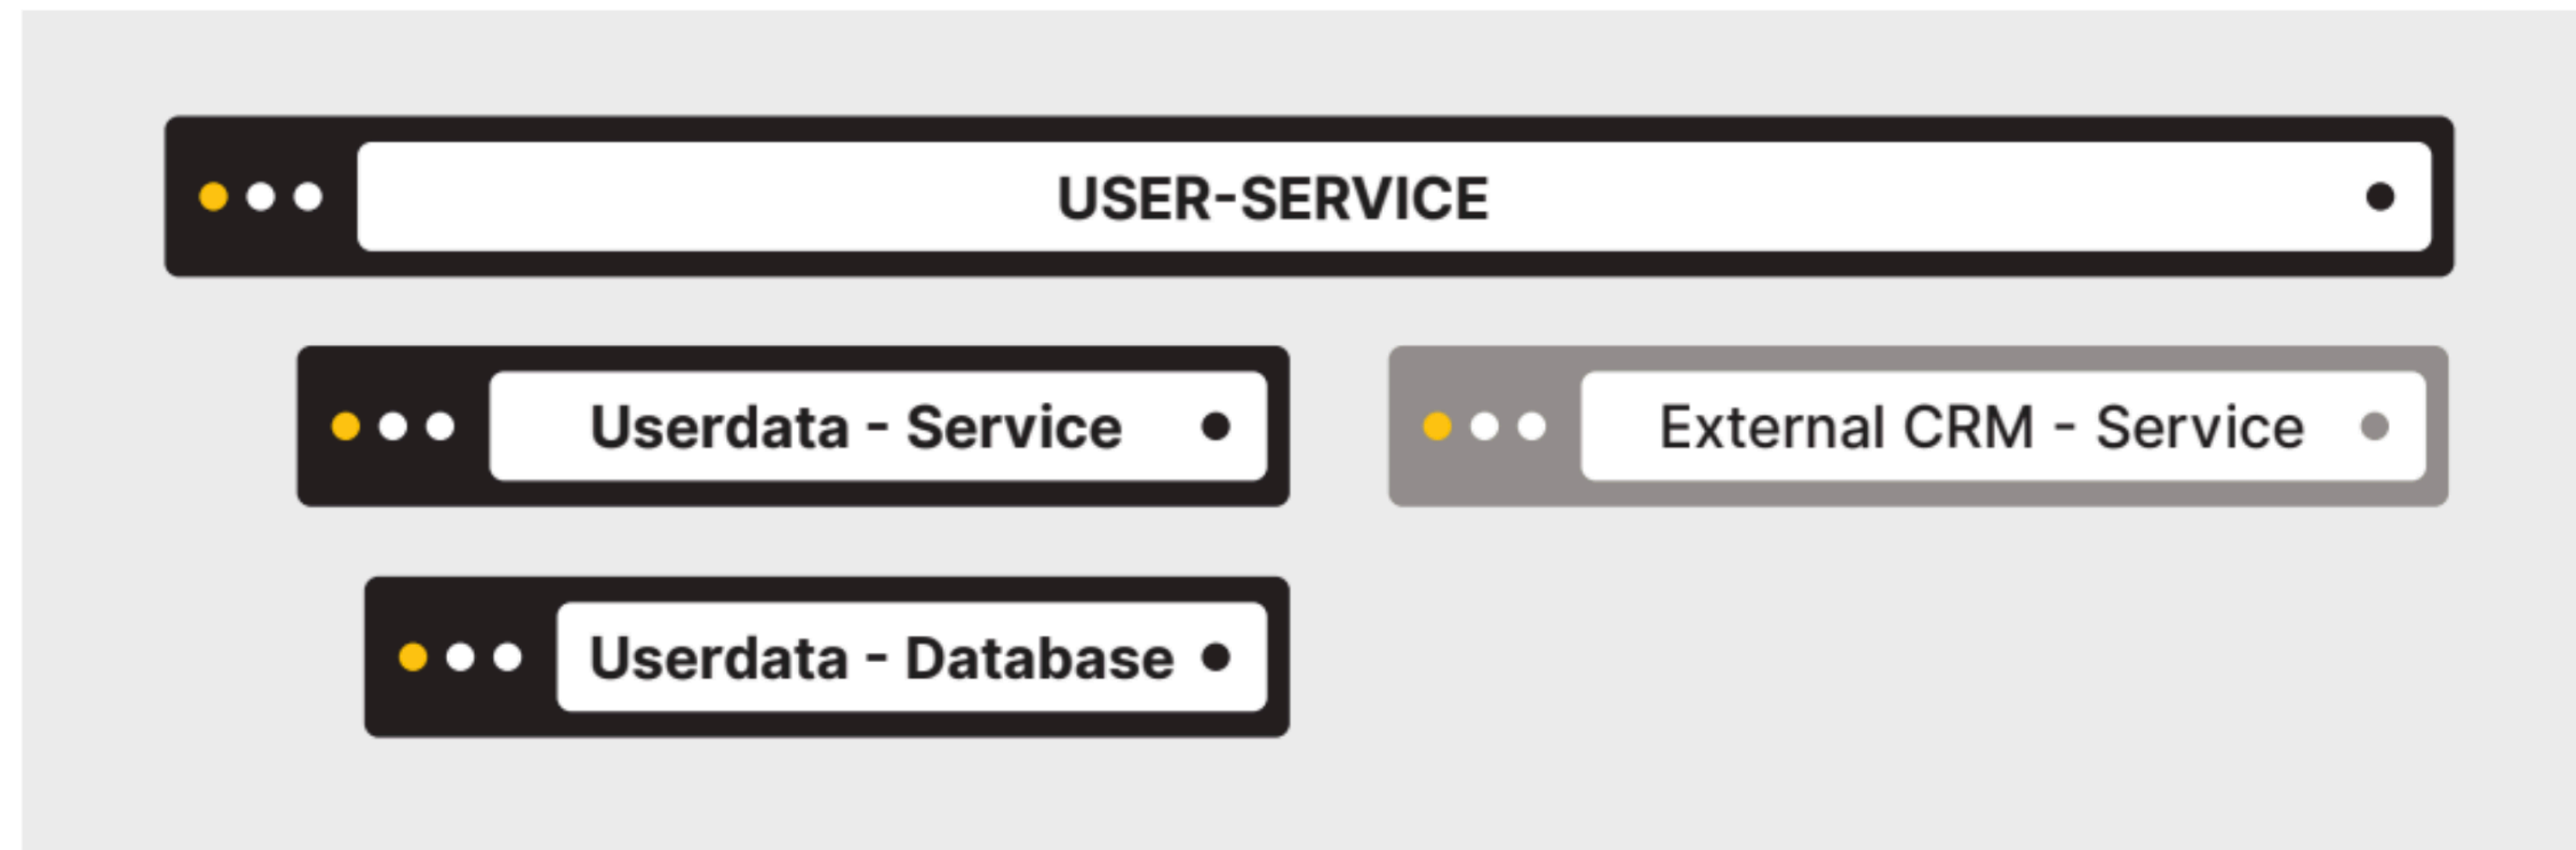 USER-SERVICE
Userdata - Service
External CRM - Service
Userdata - Database